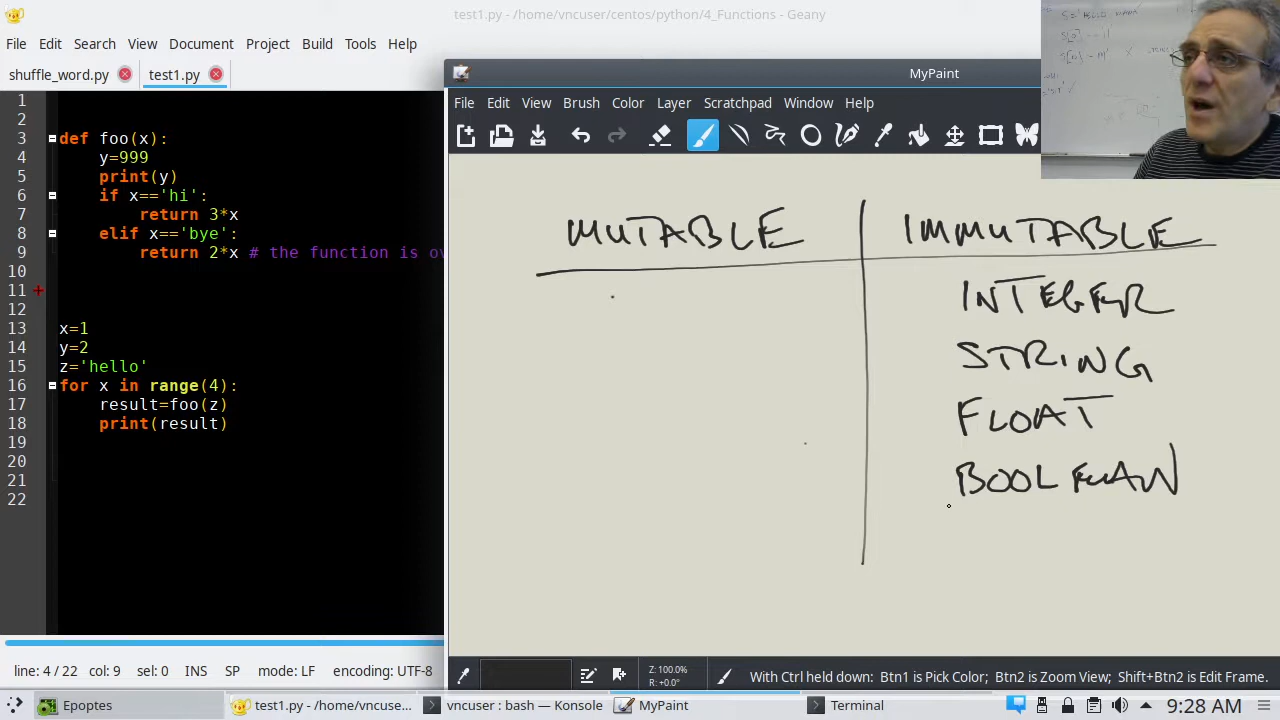 test1.py - /home/vncuser/centos/python/4_Functions - Geany
File Edit Search View Document Project Build Tools Help
shuffle_word.py test1.py
1
2
3 def foo(x):
4 y=999
5 print(y)
6 if x=='hi':
7 return 3*x
8 elif x=='bye':
9 return 2*x # the function is ov
10
11
12
13 x=1
14 y=2
15 z='hello'
16 for x in range(4):
17 result=foo(z)
18 print(result)
19
20
21
22
line: 4 / 22 col: 9 sel: 0 INS SP mode: LF encoding: UTF-8
MyPaint
File Edit View Brush Color Layer Scratchpad Window Help
MUTABLE IMMUTABLE
INTEGER
STRING
FLOAT
BOOLEAN
Z: 100.0%
R: +0.0°
With Ctrl held down: Btn1 is Pick Color; Btn2 is Zoom View; Shift+Btn2 is Edit Frame.
Epoptes test1.py - /home/vncuse... vncuser : bash — Konsole MyPaint Terminal 9:28 AM